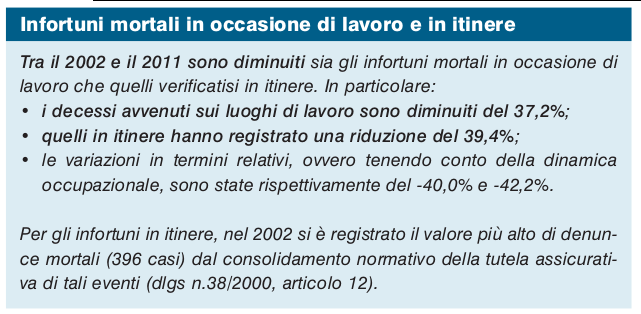 Infortuni mortali in occasione di lavoro e in itinere
Tra il 2002 e il 2011 sono diminuiti sia gli infortuni mortali in occasione di
lavoro che quelli verificatisi in itinere. In particolare:
• i decessi avvenuti sui luoghi di lavoro sono diminuiti del 37,2%;
• quelli in itinere hanno registrato una riduzione del 39,4%;
• le variazioni in termini relativi, ovvero tenendo conto della dinamica
occupazionale, sono state rispettivamente del -40,0% e -42,2%.
Per gli infortuni in itinere, nel 2002 si è registrato il valore più alto di denun-
ce mortali (396 casi) dal consolidamento normativo della tutela assicurati-
va di tali eventi (dlgs n.38/2000, articolo 12).